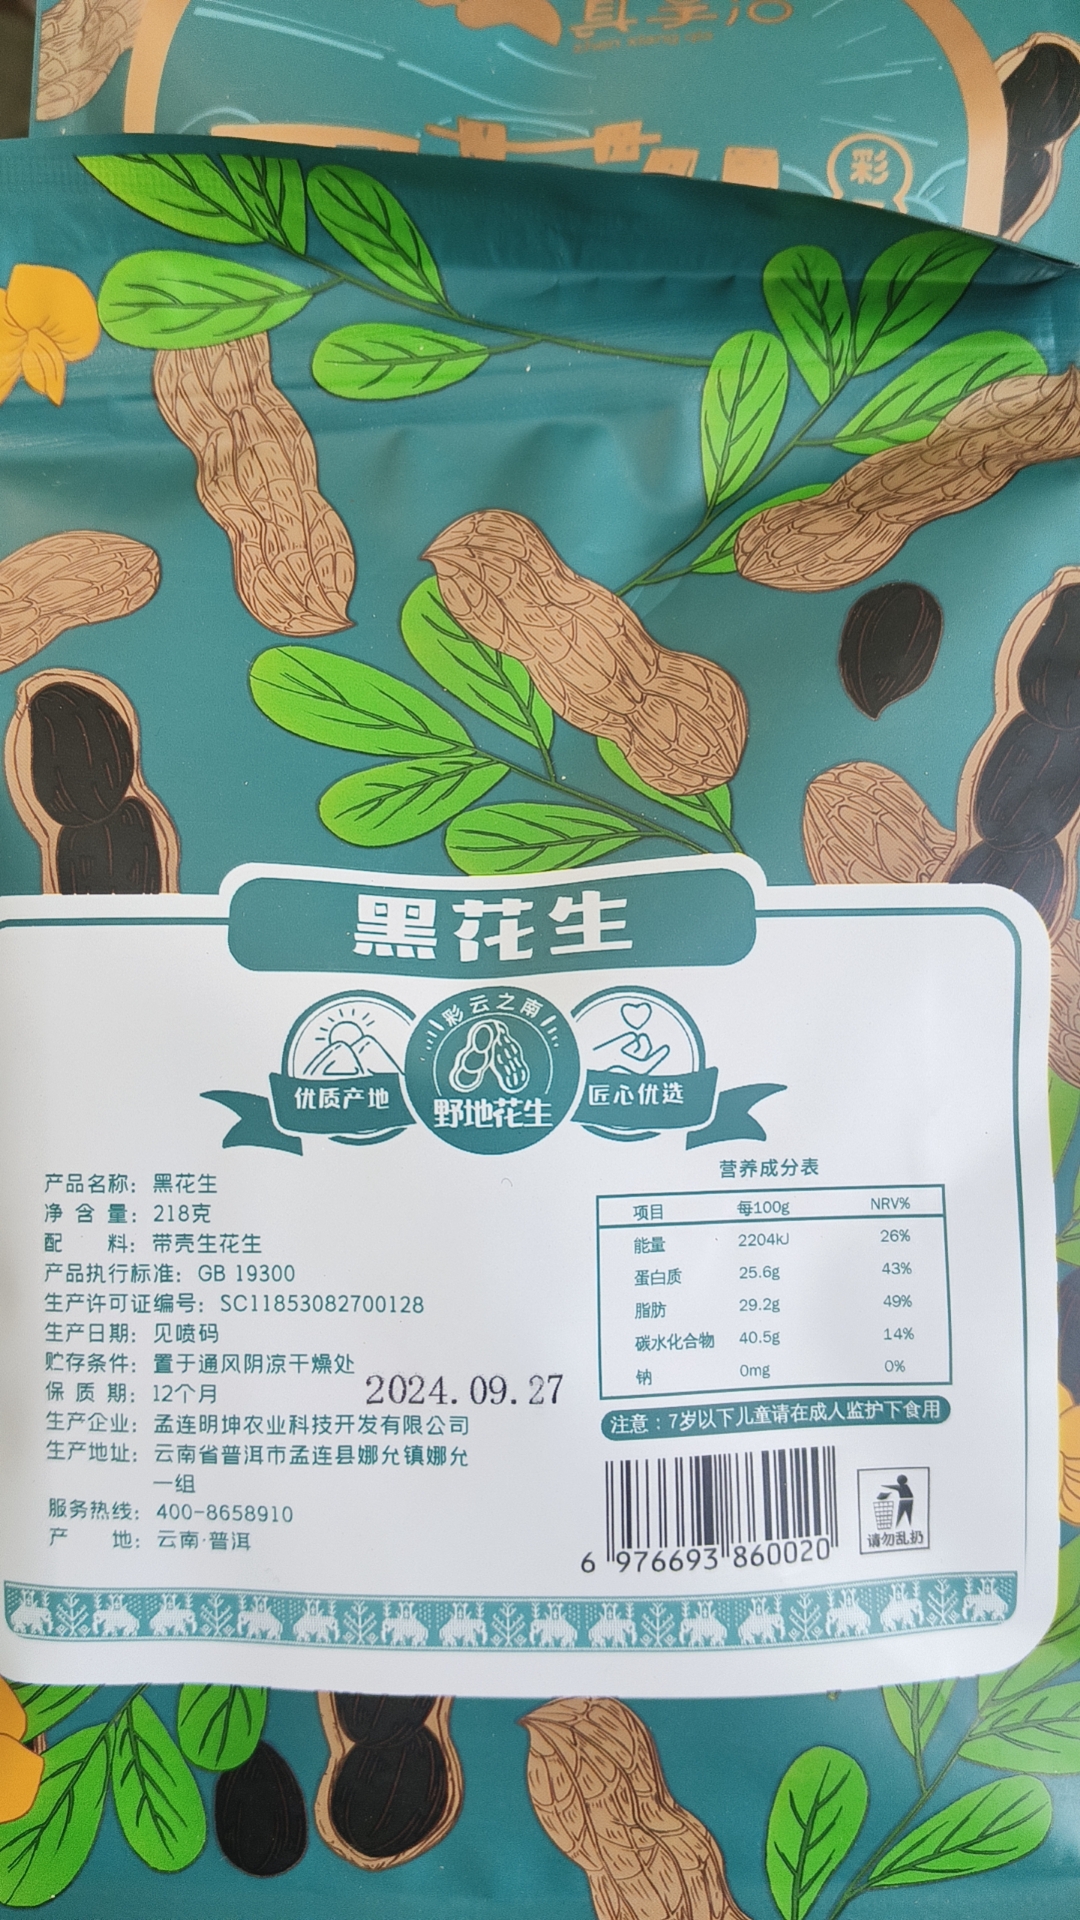 真香啦
zhen xiang la
彩
黑花生
彩云之南
优质产地
野地花生
匠心优选
产品名称：黑花生
净 含 量：218克
配 料：带壳生花生
产品执行标准：GB 19300
生产许可证编号：SC11853082700128
生产日期：见喷码
贮存条件：置于通风阴凉干燥处
保 质 期：12个月
2024.09.27
生产企业：孟连明坤农业科技开发有限公司
生产地址：云南省普洱市孟连县娜允镇娜允
一组
服务热线：400-8658910
产 地：云南·普洱
营养成分表
项目 每100g NRV%
能量 2204kJ 26%
蛋白质 25.6g 43%
脂肪 29.2g 49%
碳水化合物 40.5g 14%
钠 0mg 0%
注意：7岁以下儿童请在成人监护下食用
6 976693 860020
请勿乱扔